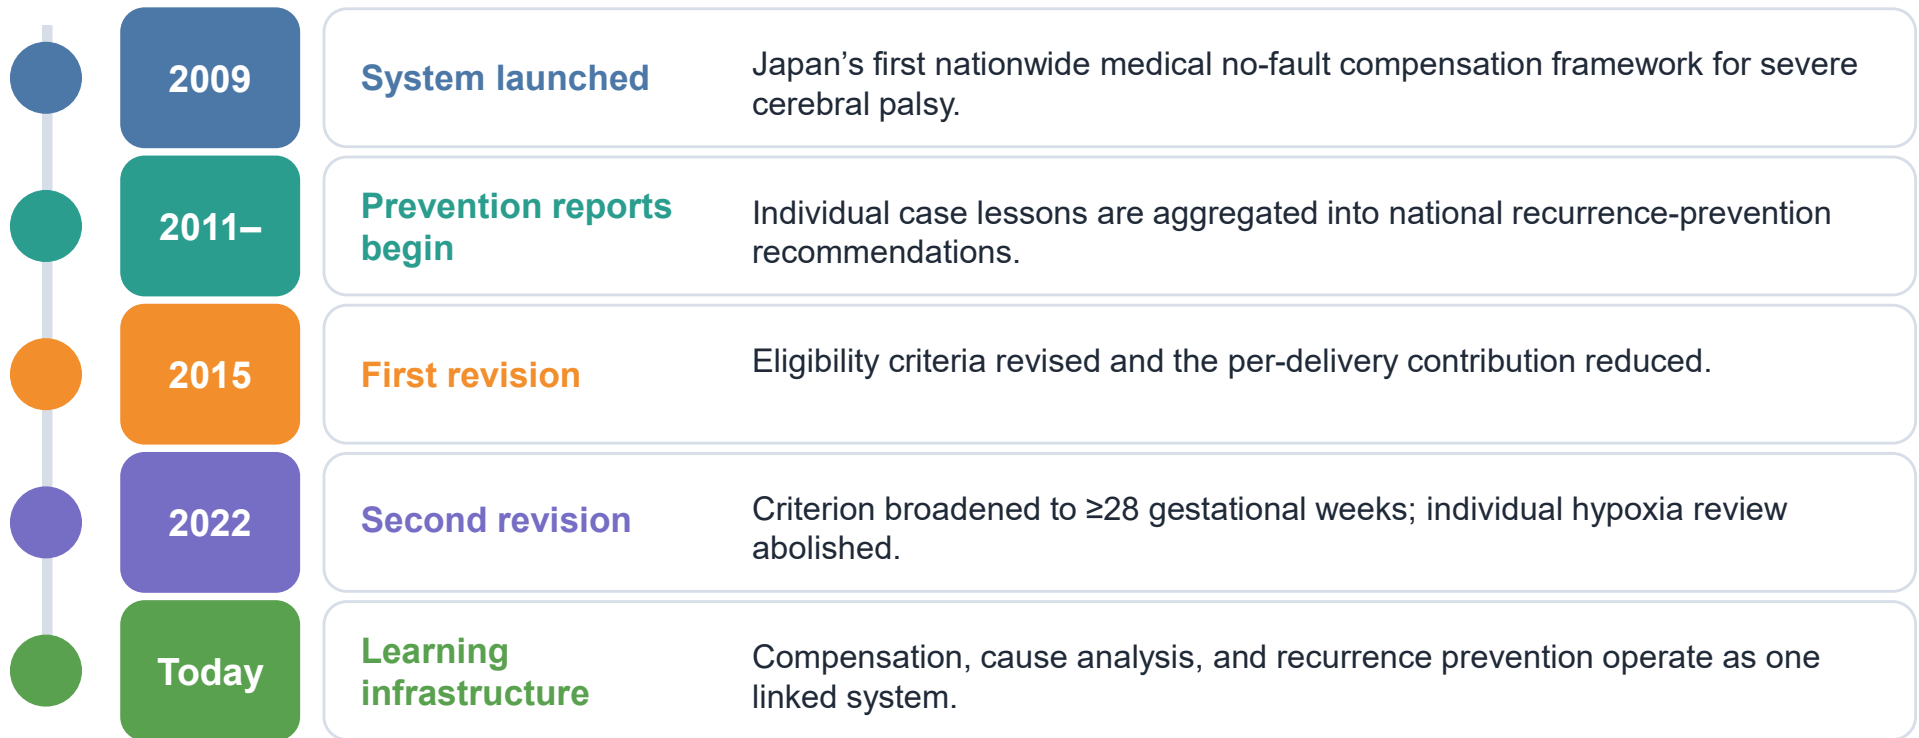 2009
System launched
Japan’s first nationwide medical no-fault compensation framework for severe
cerebral palsy.
2011–
Prevention reports
begin
Individual case lessons are aggregated into national recurrence-prevention
recommendations.
2015
First revision
Eligibility criteria revised and the per-delivery contribution reduced.
2022
Second revision
Criterion broadened to ≥28 gestational weeks; individual hypoxia review
abolished.
Today
Learning
infrastructure
Compensation, cause analysis, and recurrence prevention operate as one
linked system.